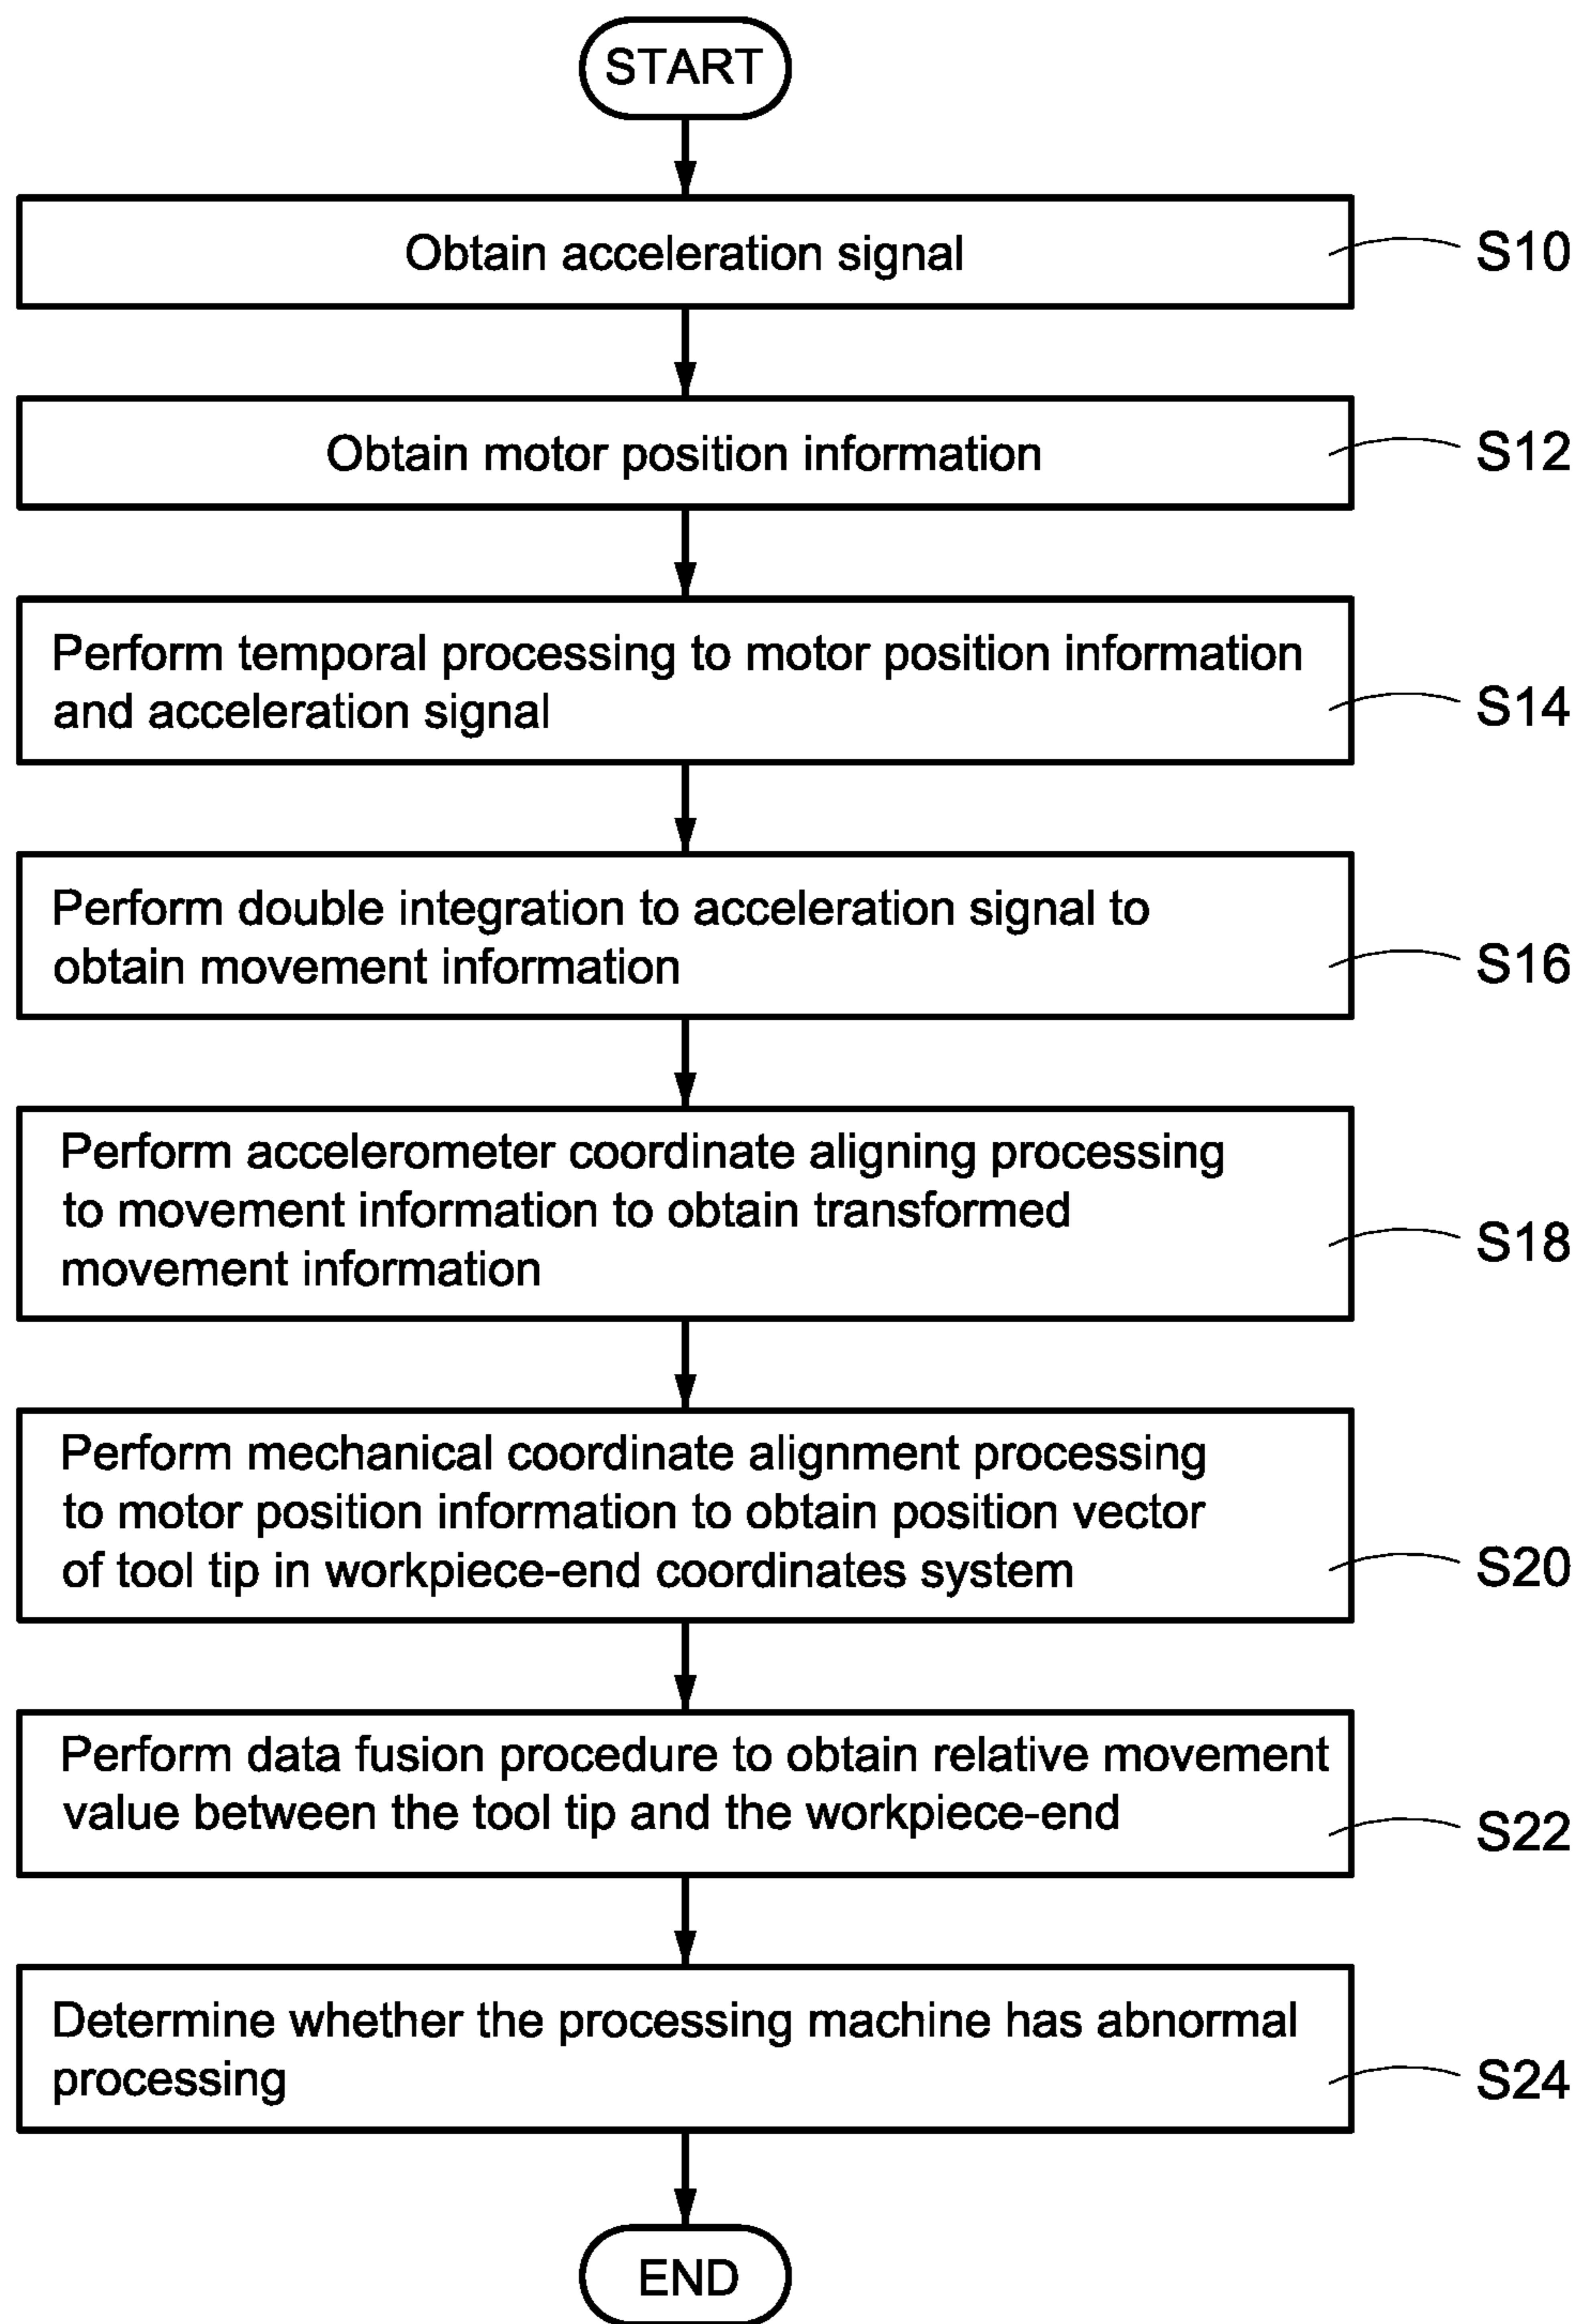 START
Obtain acceleration signal
S10
Obtain motor position information
S12
Perform temporal processing to motor position information
and acceleration signal
S14
Perform double integration to acceleration signal to
obtain movement information
S16
Perform accelerometer coordinate aligning processing
to movement information to obtain transformed
movement information
S18
Perform mechanical coordinate alignment processing
to motor position information to obtain position vector
of tool tip in workpiece-end coordinates system
S20
Perform data fusion procedure to obtain relative movement
value between the tool tip and the workpiece-end
S22
Determine whether the processing machine has abnormal
processing
S24
END